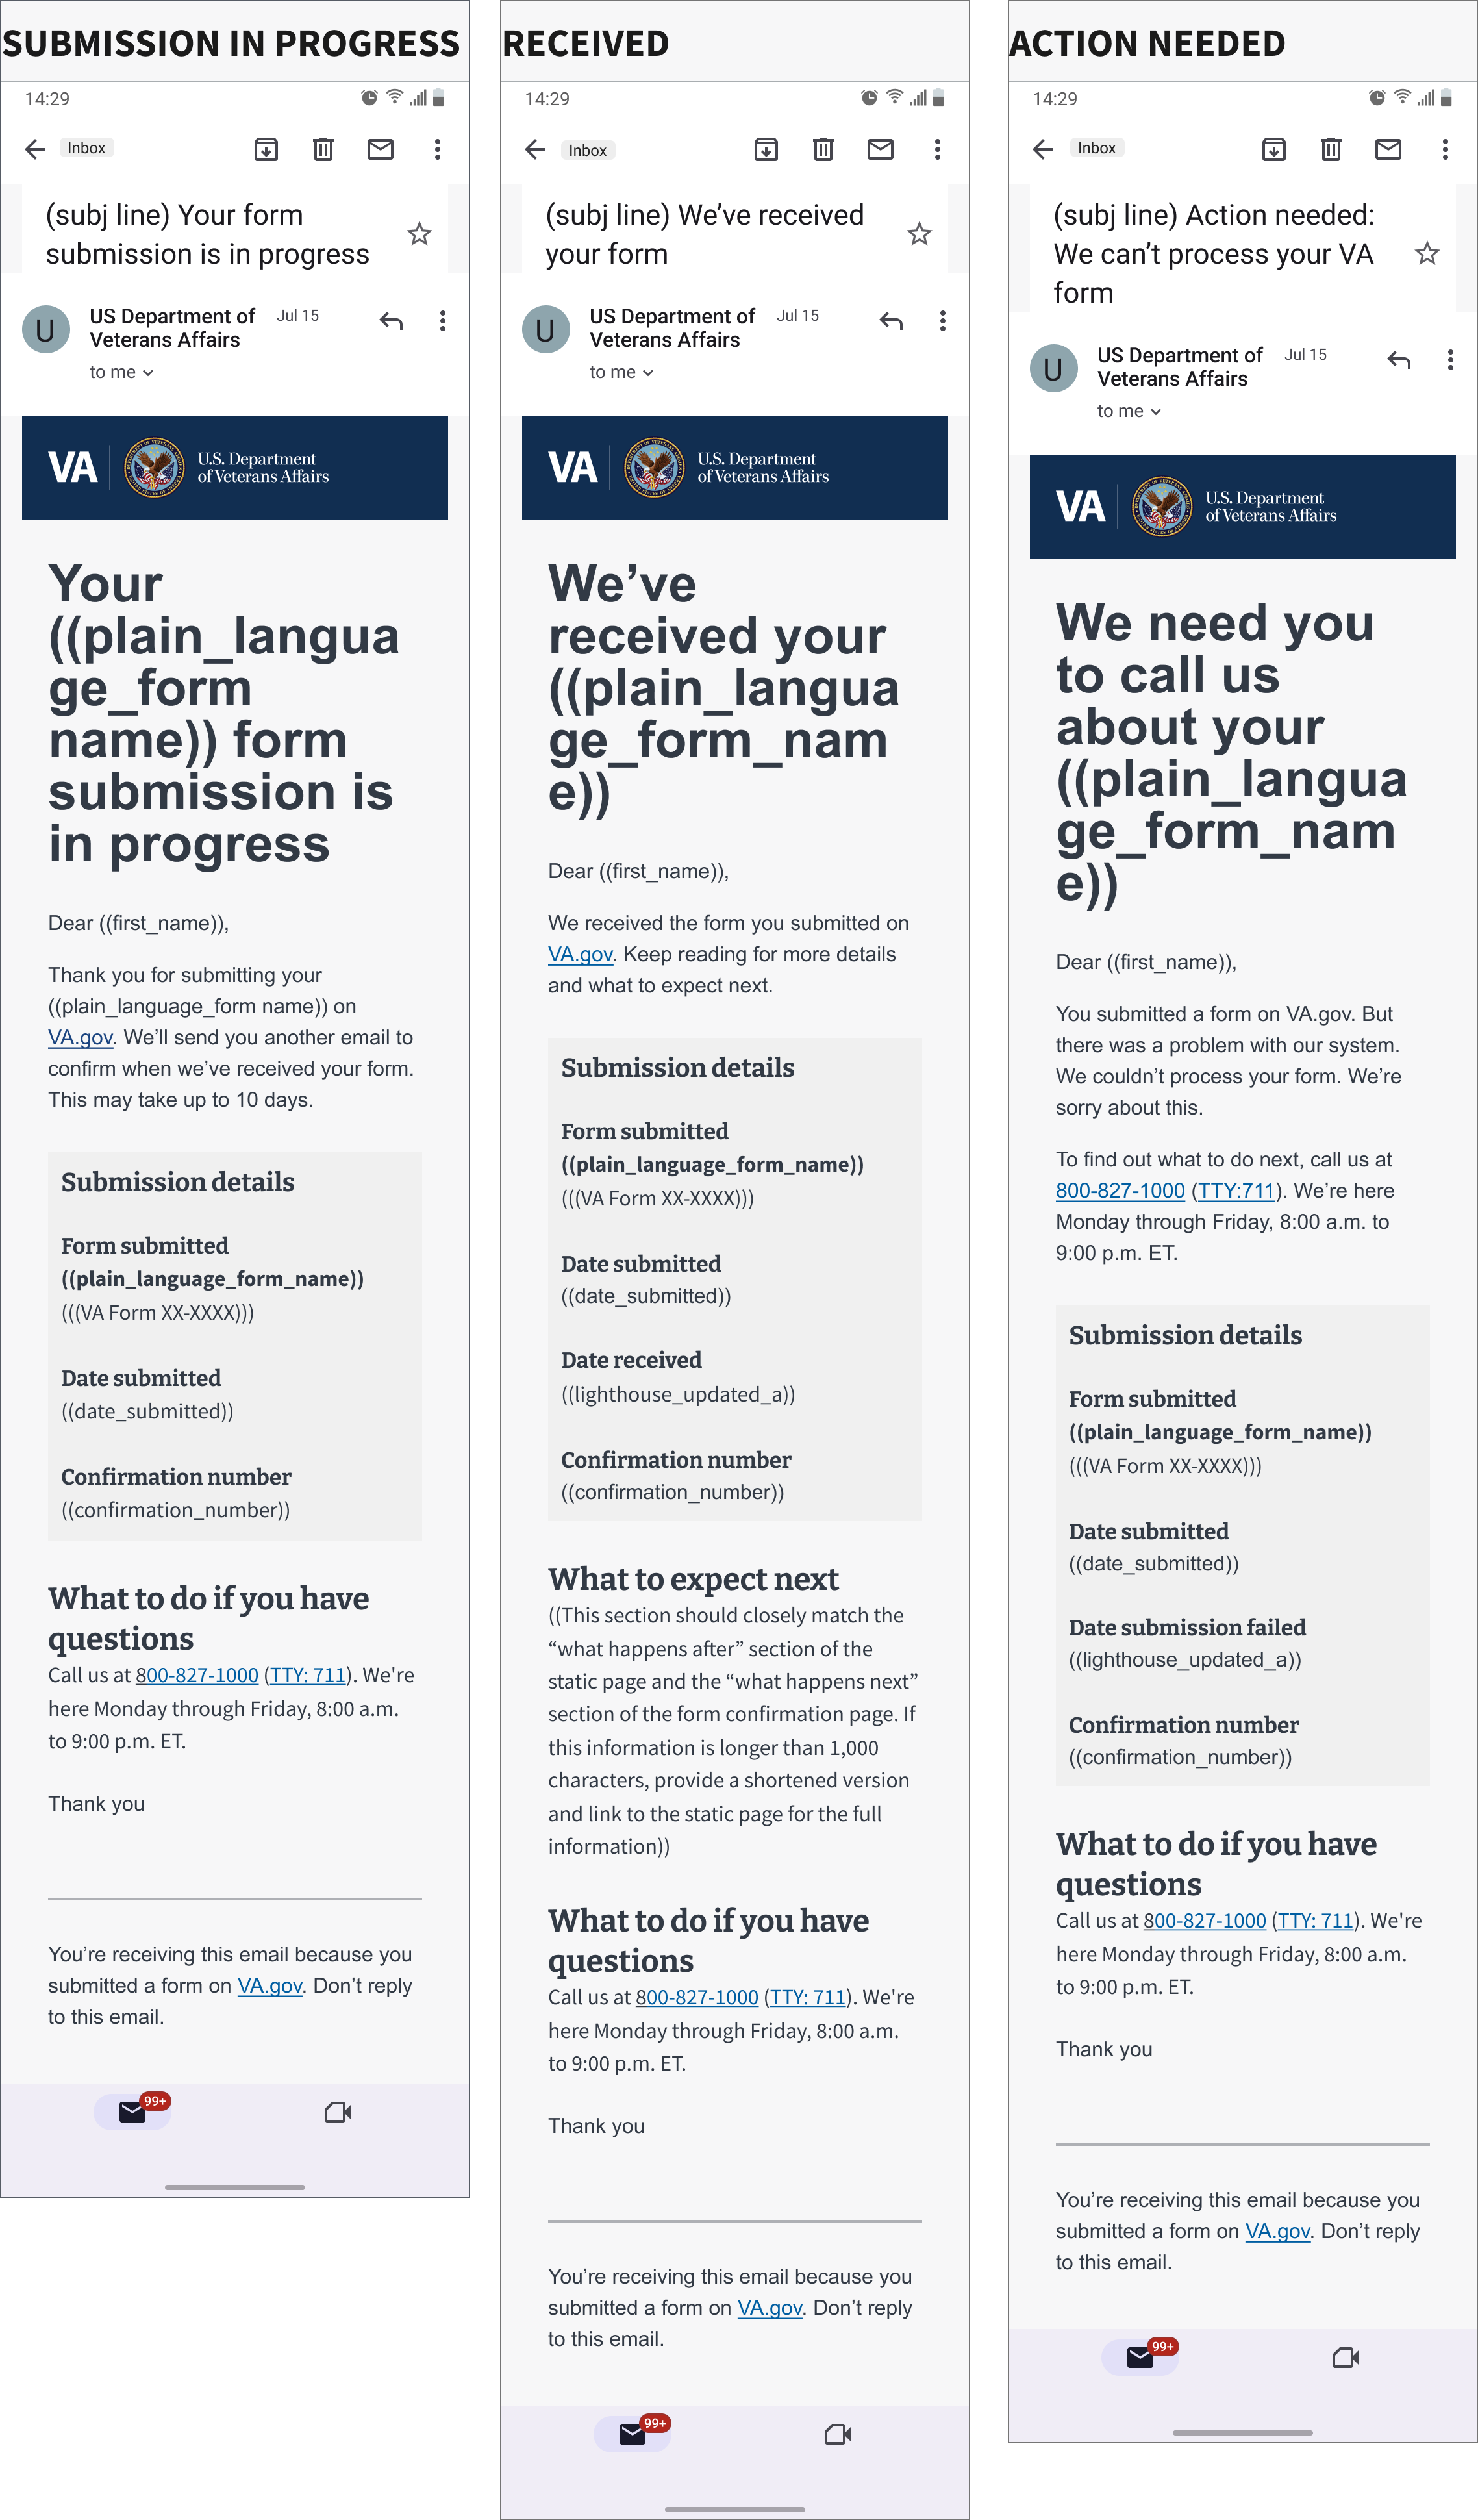 SUBMISSION IN PROGRESS
14:29
Inbox
(subj line) Your form
submission is in progress
U
US Department of
Veterans Affairs
Jul 15
to me
VA
U.S. Department
of Veterans Affairs
Your
((plain_langua
ge_form
name)) form
submission is
in progress
Dear ((first_name)),
Thank you for submitting your
((plain_language_form name)) on
VA.gov. We’ll send you another email to
confirm when we’ve received your form.
This may take up to 10 days.
Submission details
Form submitted
((plain_language_form_name))
(((VA Form XX-XXXX)))
Date submitted
((date_submitted))
Confirmation number
((confirmation_number))
What to do if you have
questions
Call us at 800-827-1000 (TTY: 711). We're
here Monday through Friday, 8:00 a.m.
to 9:00 p.m. ET.
Thank you
You’re receiving this email because you
submitted a form on VA.gov. Don’t reply
to this email.
99+
RECEIVED
14:29
Inbox
(subj line) We’ve received
your form
U
US Department of
Veterans Affairs
Jul 15
to me
VA
U.S. Department
of Veterans Affairs
We’ve
received your
((plain_langua
ge_form_nam
e))
Dear ((first_name)),
We received the form you submitted on
VA.gov. Keep reading for more details
and what to expect next.
Submission details
Form submitted
((plain_language_form_name))
(((VA Form XX-XXXX)))
Date submitted
((date_submitted))
Date received
((lighthouse_updated_a))
Confirmation number
((confirmation_number))
What to expect next
((This section should closely match the
“what happens after” section of the
static page and the “what happens next”
section of the form confirmation page. If
this information is longer than 1,000
characters, provide a shortened version
and link to the static page for the full
information))
What to do if you have
questions
Call us at 800-827-1000 (TTY: 711). We're
here Monday through Friday, 8:00 a.m.
to 9:00 p.m. ET.
Thank you
You’re receiving this email because you
submitted a form on VA.gov. Don’t reply
to this email.
99+
ACTION NEEDED
14:29
Inbox
(subj line) Action needed:
We can’t process your VA
form
U
US Department of
Veterans Affairs
Jul 15
to me
VA
U.S. Department
of Veterans Affairs
We need you
to call us
about your
((plain_langua
ge_form_nam
e))
Dear ((first_name)),
You submitted a form on VA.gov. But
there was a problem with our system.
We couldn’t process your form. We’re
sorry about this.
To find out what to do next, call us at
800-827-1000 (TTY:711). We’re here
Monday through Friday, 8:00 a.m. to
9:00 p.m. ET.
Submission details
Form submitted
((plain_language_form_name))
(((VA Form XX-XXXX)))
Date submitted
((date_submitted))
Date submission failed
((lighthouse_updated_a))
Confirmation number
((confirmation_number))
What to do if you have
questions
Call us at 800-827-1000 (TTY: 711). We're
here Monday through Friday, 8:00 a.m.
to 9:00 p.m. ET.
Thank you
You’re receiving this email because you
submitted a form on VA.gov. Don’t reply
to this email.
99+